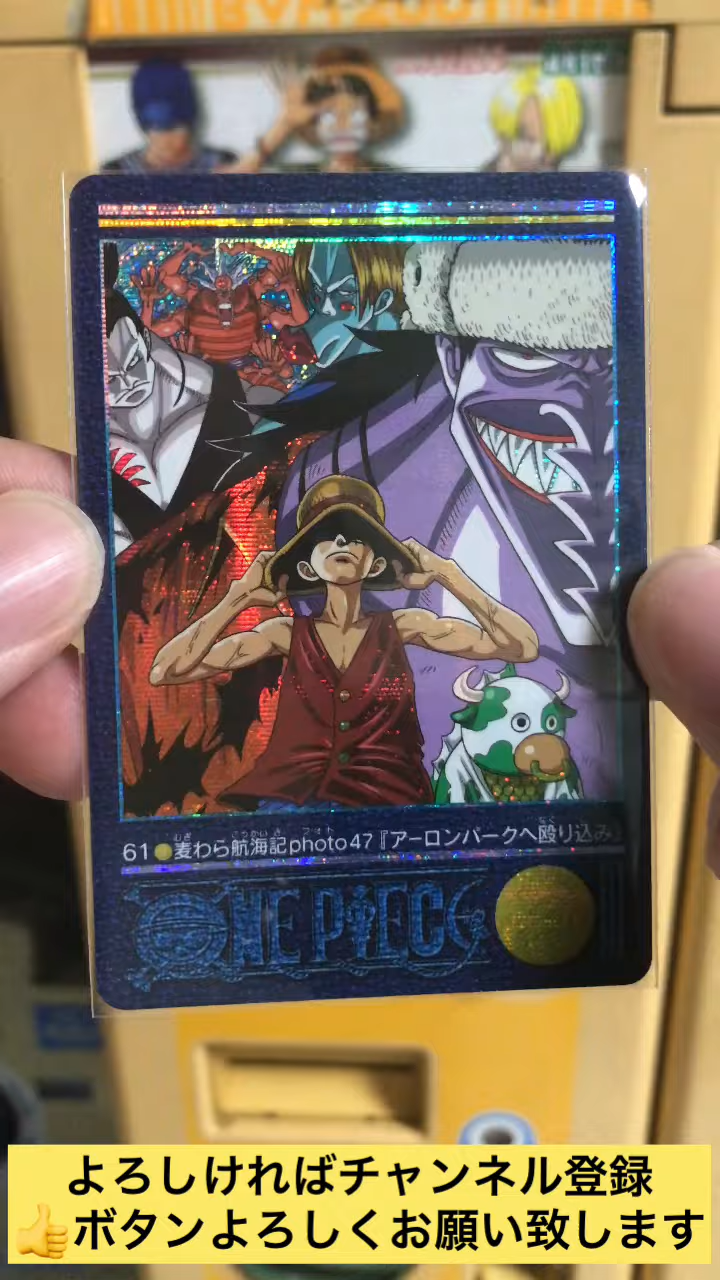 61●麦わら航海記photo47『アーロンパークへ殴り込み』
ONE PIECE
よろしければチャンネル登録
👍ボタンよろしくお願い致します